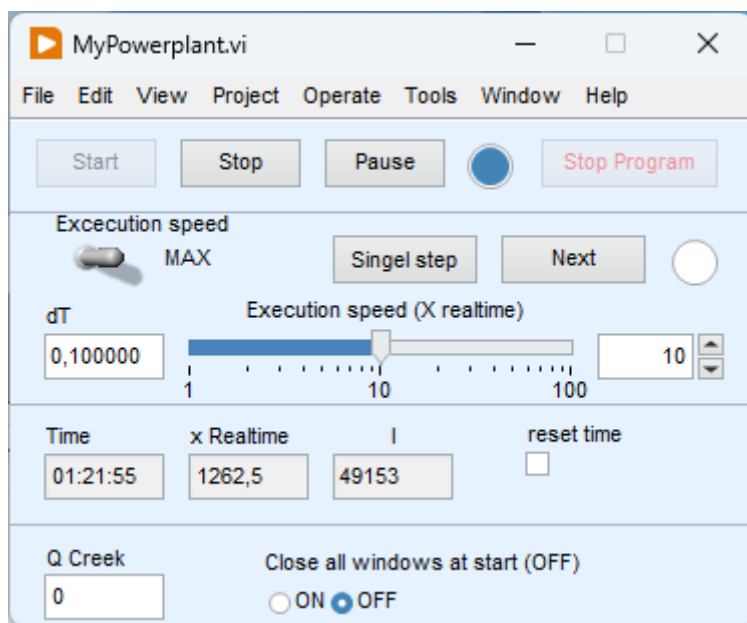 MyPowerplant.vi
File Edit View Project Operate Tools Window Help
Start Stop Pause Stop Program
Excecution speed
MAX Singel step Next
dT Execution speed (X realtime)
0,100000 10
1 10 100
Time x Realtime I reset time
01:21:55 1262,5 49153
Q Creek Close all windows at start (OFF)
0 ON OFF